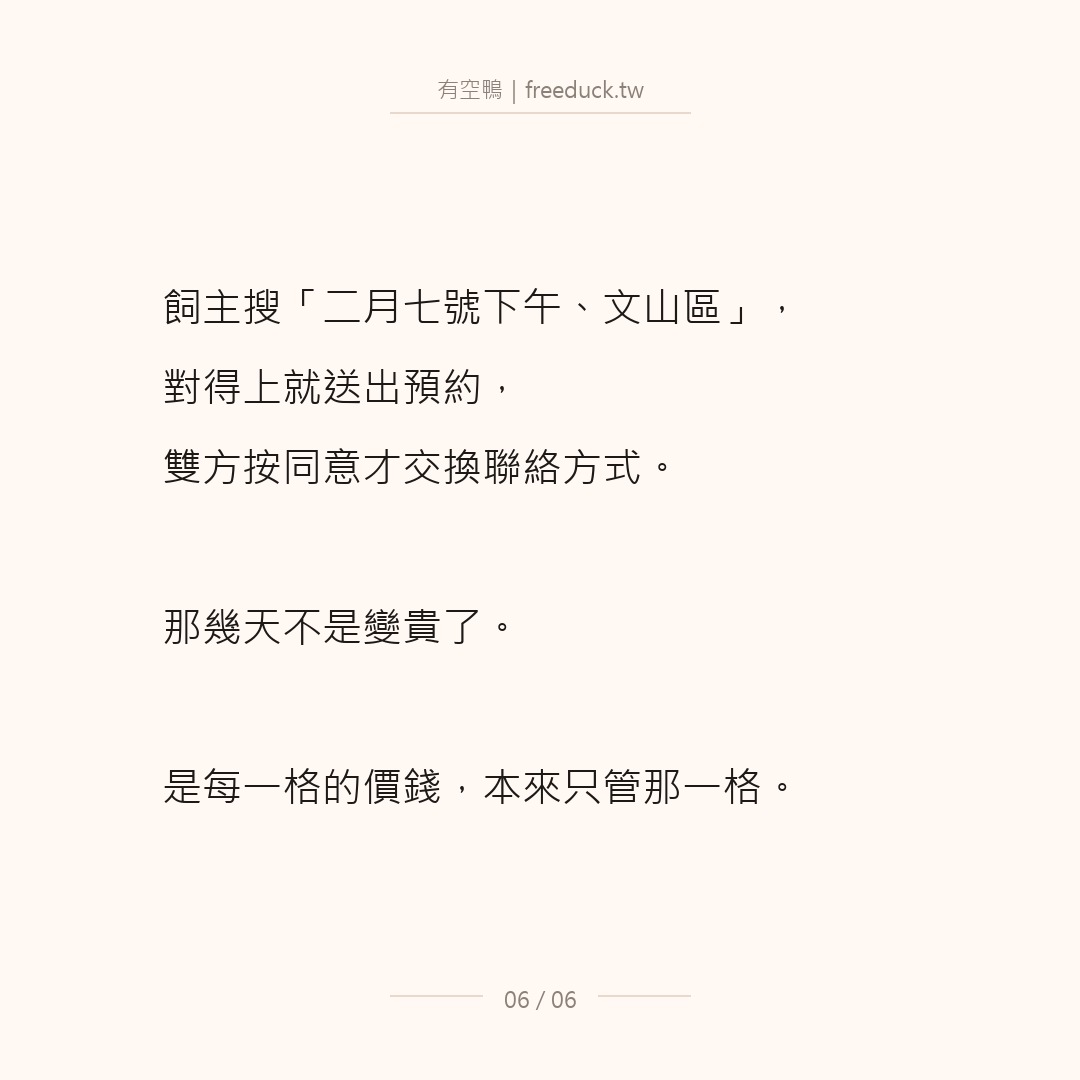 有空鴨｜freeduck.tw
飼主搜「二月七號下午、文山區」，
對得上就送出預約，
雙方按同意才交換聯絡方式。
那幾天不是變貴了。
是每一格的價錢，本來只管那一格。
06 / 06